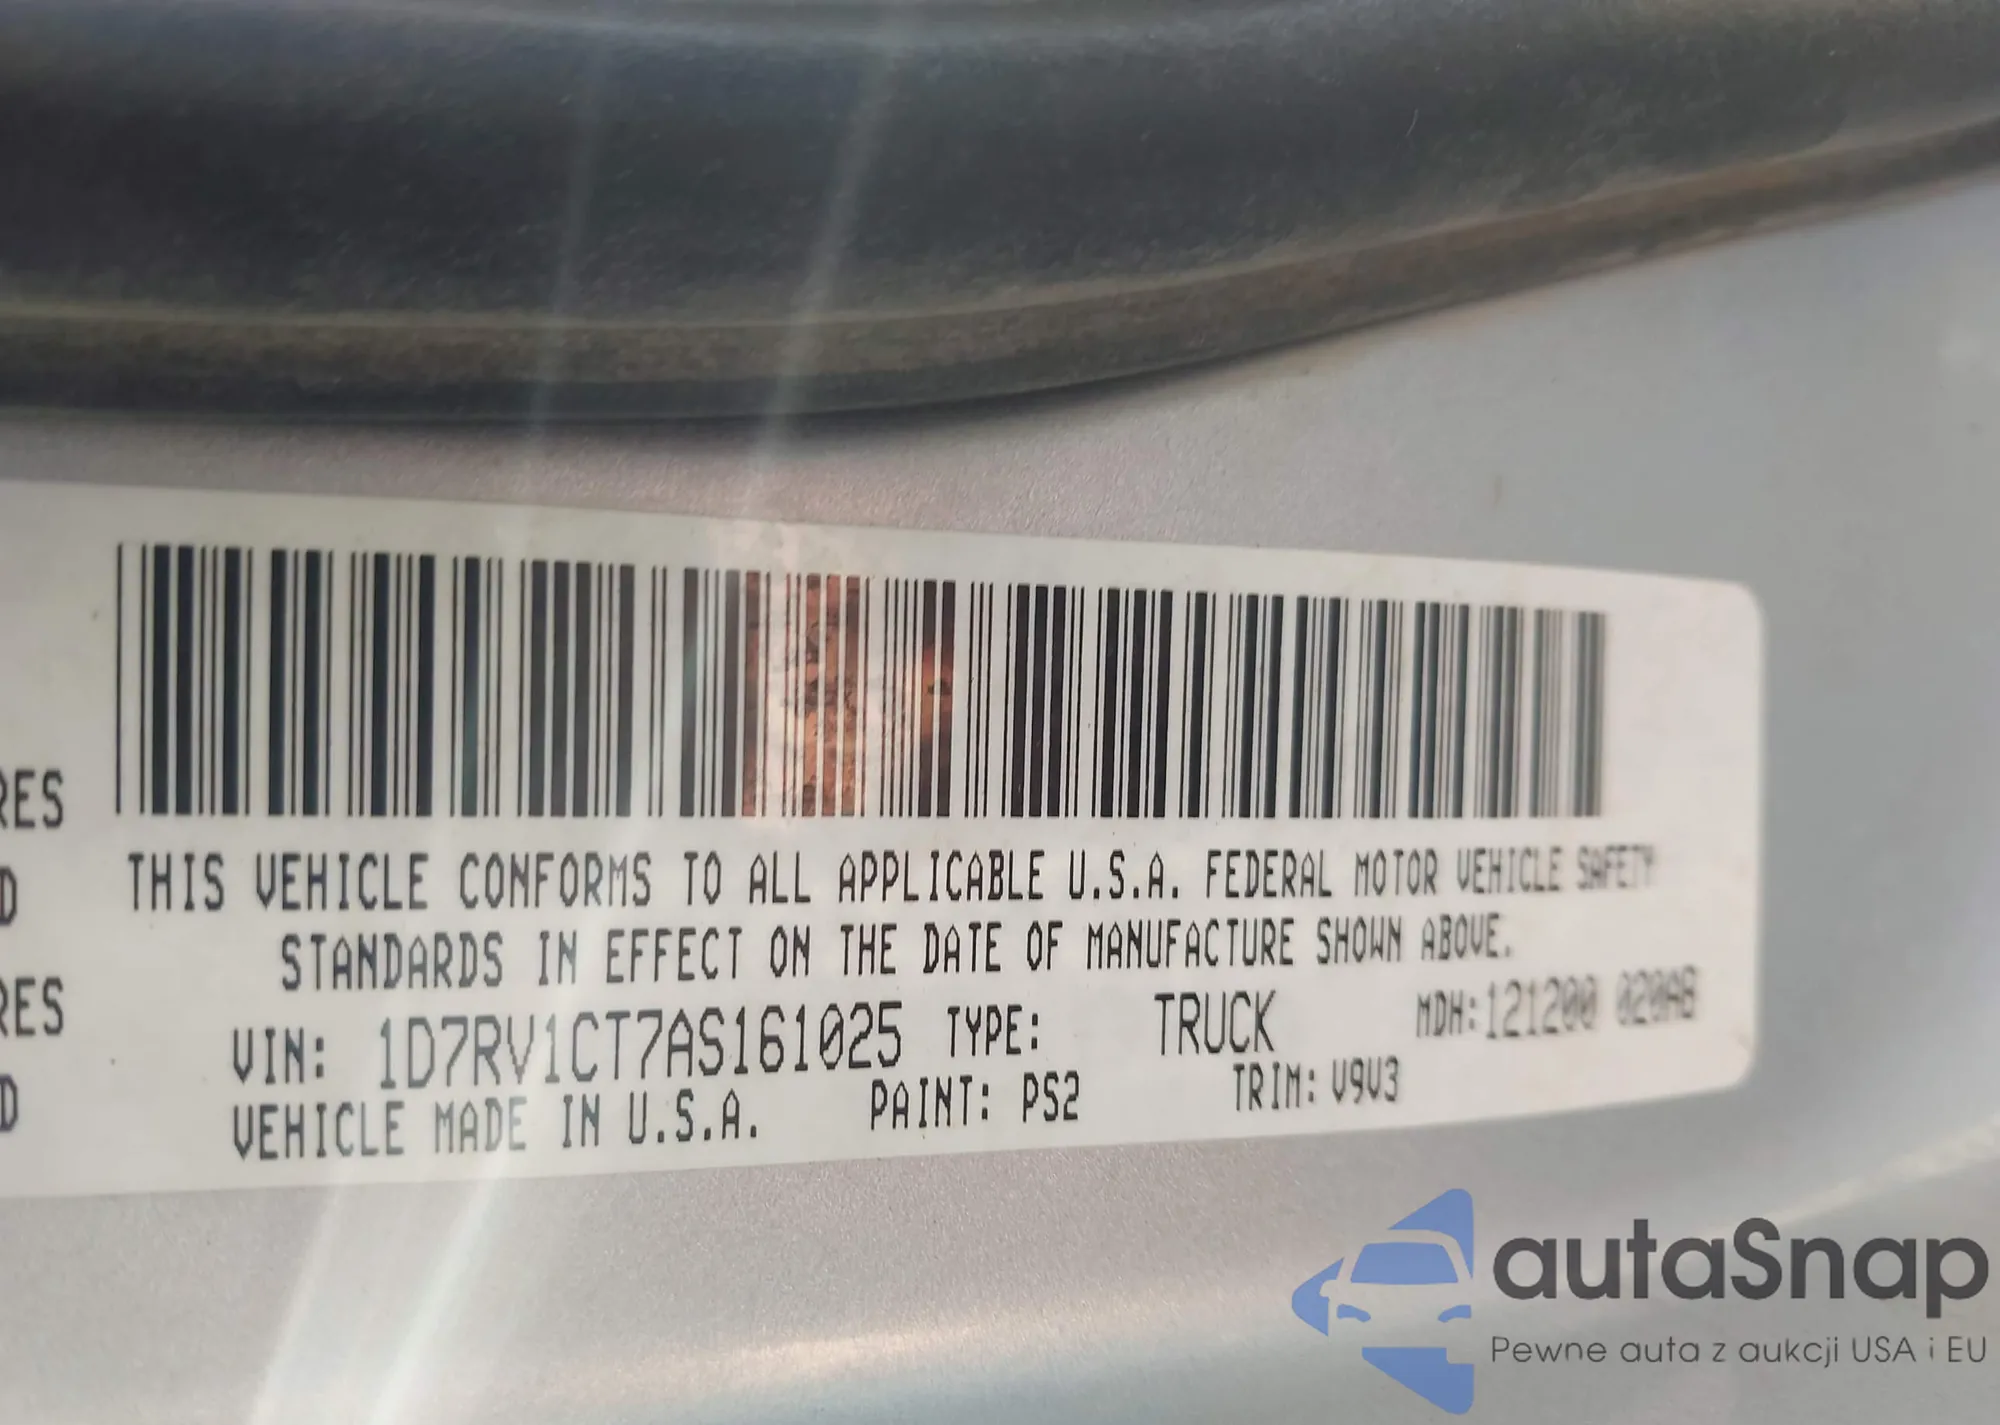 RES
D
RES
D
THIS VEHICLE CONFORMS TO ALL APPLICABLE U.S.A. FEDERAL MOTOR VEHICLE SAFETY
STANDARDS IN EFFECT ON THE DATE OF MANUFACTURE SHOWN ABOVE.
VIN: 1D7RV1CT7AS161025 TYPE: TRUCK MDH: 121200 020AB
VEHICLE MADE IN U.S.A. PAINT: PS2 TRIM: V9V3
autaSnap
Pewne auta z aukcji USA i EU